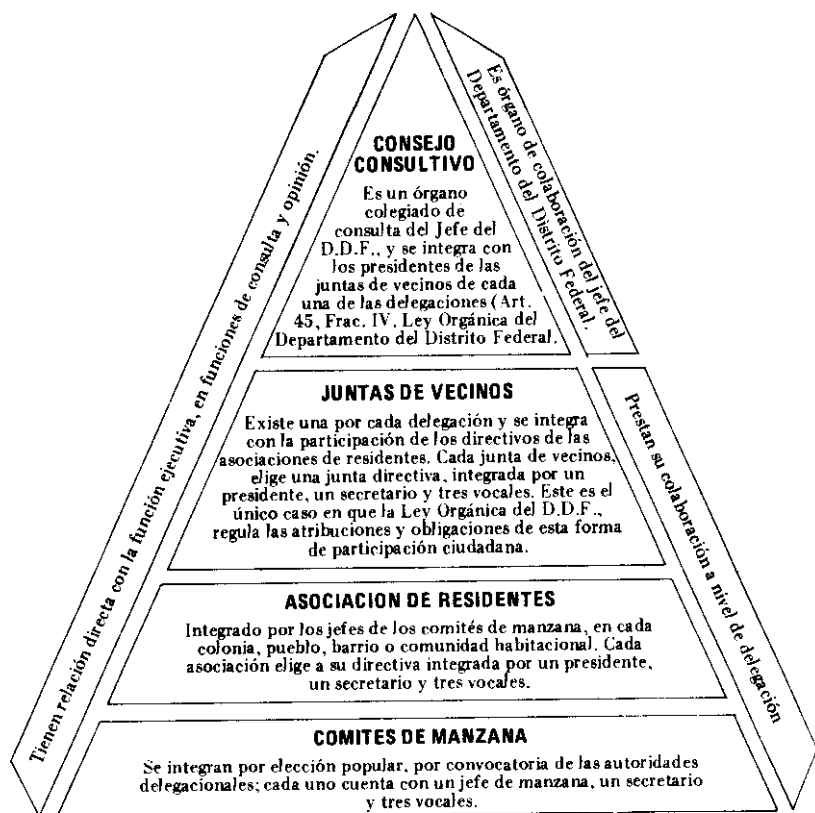 Tienen relación directa con la función ejecutiva, en funciones de consulta y opinión.
Es órgano de colaboración del jefe del
Departamento del Distrito Federal.
CONSEJO
CONSULTIVO
Es un órgano
colegiado de
consulta del Jefe del
D.D.F., y se integra con
los presidentes de las
juntas de vecinos de cada
una de las delegaciones (Art.
45, Frac. IV, Ley Orgánica del
Departamento del Distrito Federal.
JUNTAS DE VECINOS
Existe una por cada delegación y se integra
con la participación de los directivos de las
asociaciones de residentes. Cada junta de vecinos,
elige una junta directiva, integrada por un
presidente, un secretario y tres vocales. Este es el
único caso en que la Ley Orgánica del D.D.F.,
regula las atribuciones y obligaciones de esta forma
de participación ciudadana.
Prestan su colaboración a nivel de delegación
ASOCIACION DE RESIDENTES
Integrado por los jefes de los comités de manzana, en cada
colonia, pueblo, barrio o comunidad habitacional. Cada
asociación elige a su directiva integrada por un presidente,
un secretario y tres vocales.
COMITES DE MANZANA
Se integran por elección popular, por convocatoria de las autoridades
delegacionales; cada uno cuenta con un jefe de manzana, un secretario
y tres vocales.